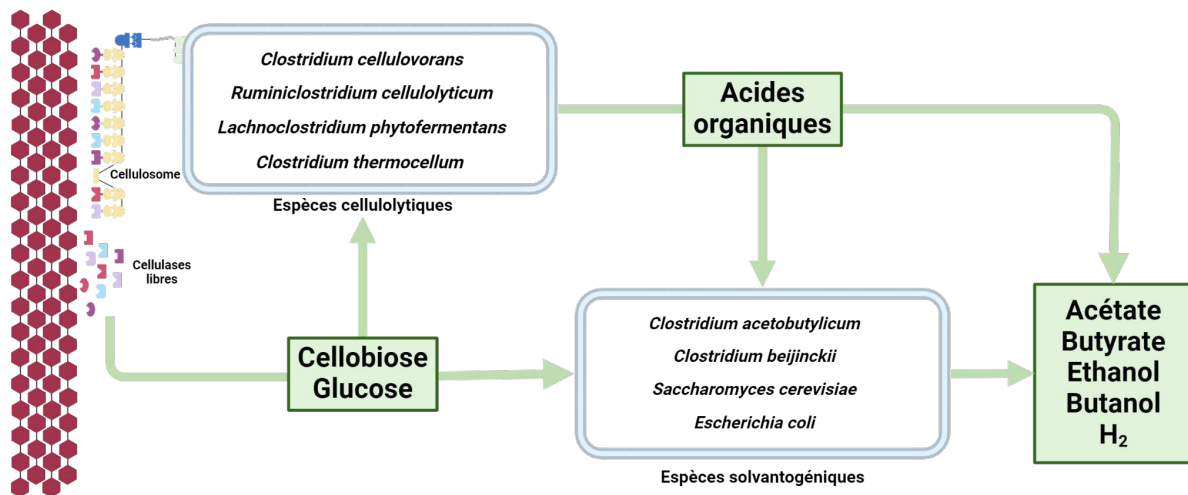 Clostridium cellulovorans
Ruminiclostridium cellulolyticum
Lachnoclostridium phytofermentans
Clostridium thermocellum
Espèces cellulolytiques
Cellulosome
Cellulases
libres
Acides
organiques
Cellobiose
Glucose
Clostridium acetobutylicum
Clostridium beijinckii
Saccharomyces cerevisiae
Escherichia coli
Espèces solvantogéniques
Acétate
Butyrate
Ethanol
Butanol
H₂